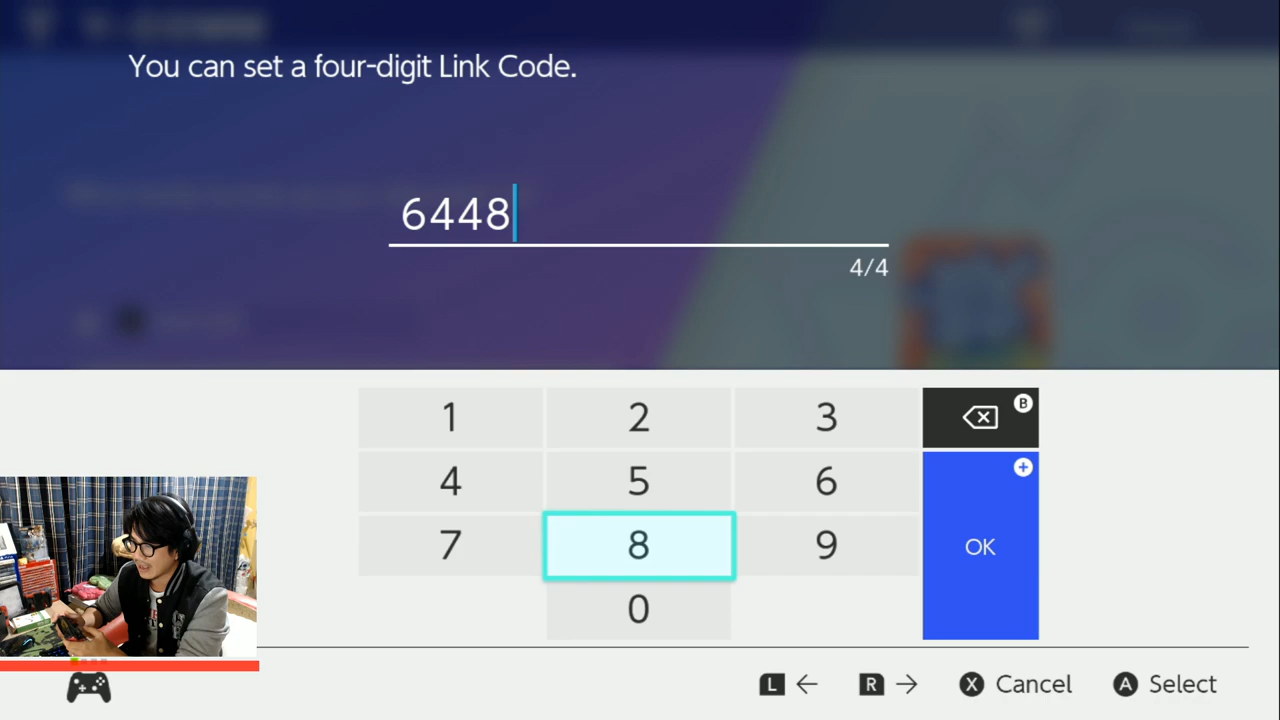 You can set a four-digit Link Code.
6448
4/4
1 2 3 B
4 5 6 +
7 8 9 OK
0
L ← R → X Cancel A Select